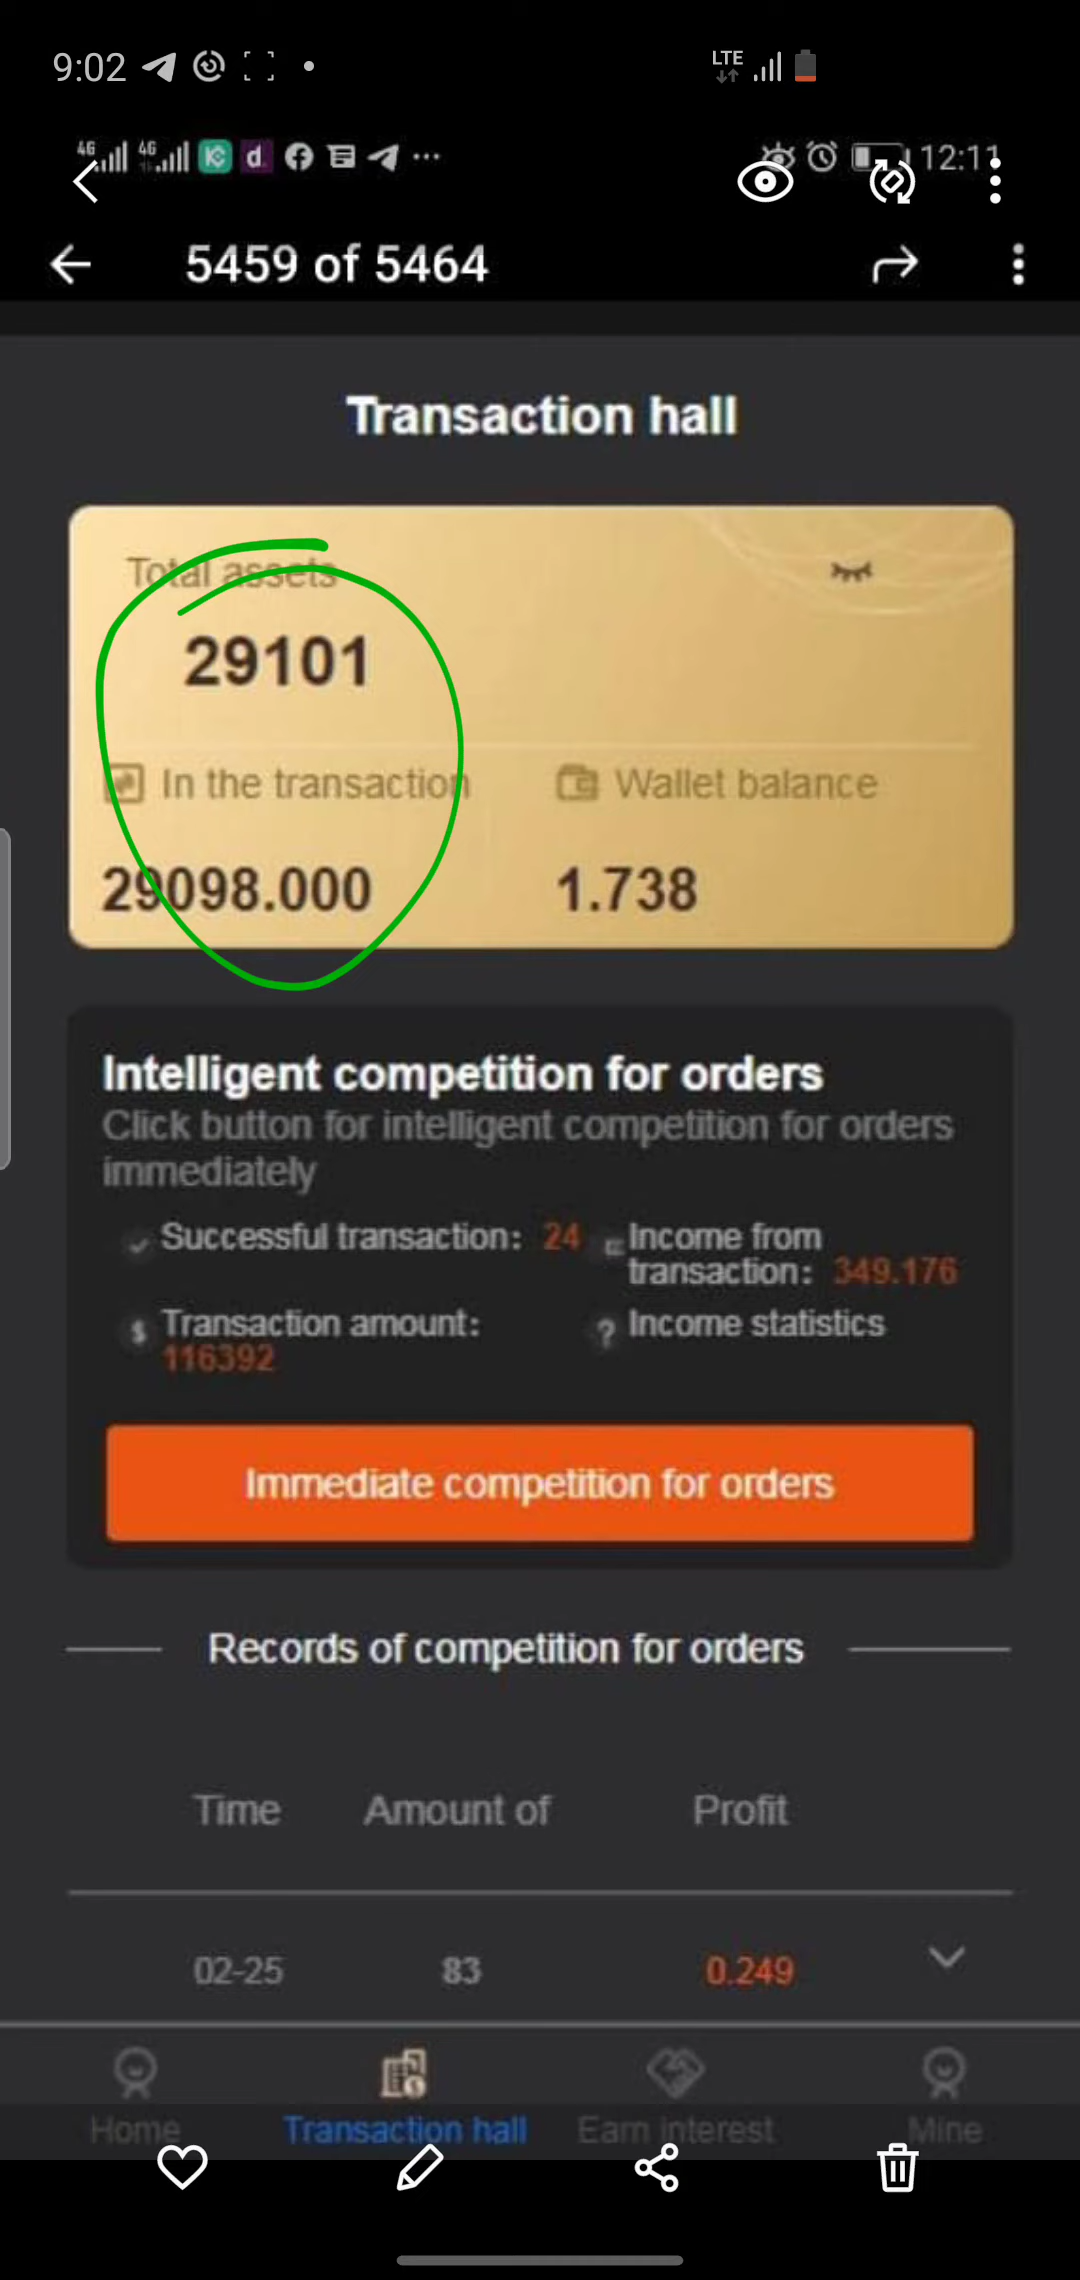 9:02
LTE
4G 4G d. 12:11
5459 of 5464
Transaction hall
Total assets
29101
In the transaction Wallet balance
29098.000 1.738
Intelligent competition for orders
Click button for intelligent competition for orders
immediately
Successful transaction: 24 Income from
transaction: 349.176
$ Transaction amount: ? Income statistics
116392
Immediate competition for orders
Records of competition for orders
Time Amount of Profit
02-25 83 0.249
Home Transaction hall Earn interest Mine